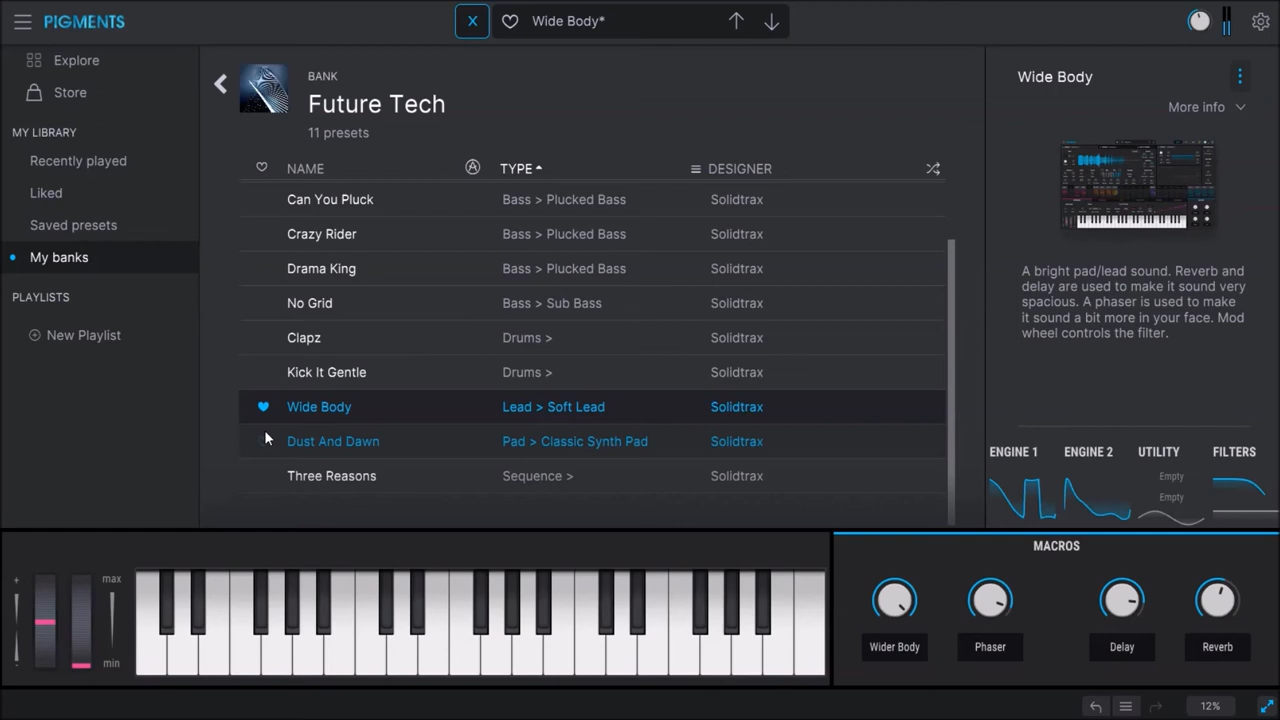 PIGMENTS
X
Wide Body*
Explore
Store
MY LIBRARY
Recently played
Liked
Saved presets
My banks
PLAYLISTS
New Playlist
BANK
Future Tech
11 presets
NAME TYPE DESIGNER
Can You Pluck Bass > Plucked Bass Solidtrax
Crazy Rider Bass > Plucked Bass Solidtrax
Drama King Bass > Plucked Bass Solidtrax
No Grid Bass > Sub Bass Solidtrax
Clapz Drums > Solidtrax
Kick It Gentle Drums > Solidtrax
Wide Body Lead > Soft Lead Solidtrax
Dust And Dawn Pad > Classic Synth Pad Solidtrax
Three Reasons Sequence > Solidtrax
Wide Body
More info
A bright pad/lead sound. Reverb and
delay are used to make it sound very
spacious. A phaser is used to make
it sound a bit more in your face. Mod
wheel controls the filter.
ENGINE 1 ENGINE 2 UTILITY FILTERS
Empty
Empty
+
-
max
min
MACROS
Wider Body Phaser Delay Reverb
12%